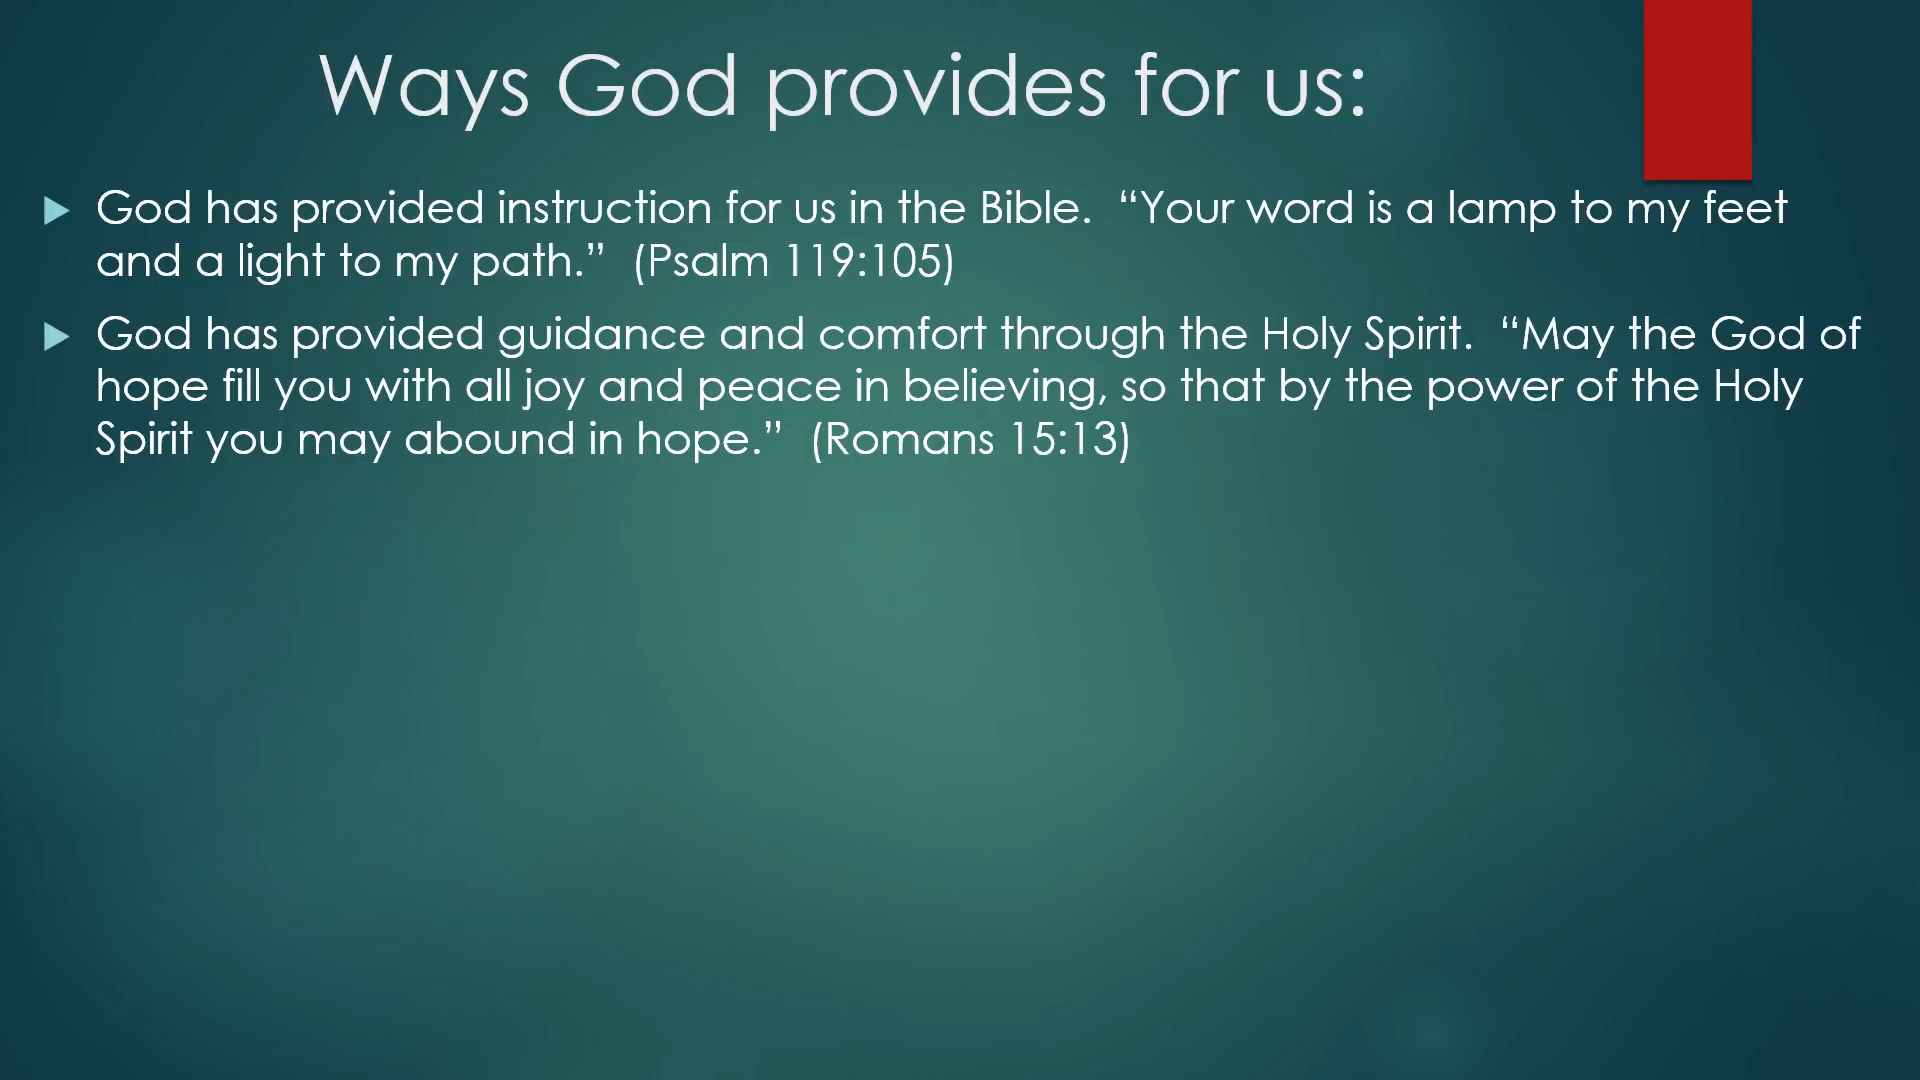 Ways God provides for us:
God has provided instruction for us in the Bible.  “Your word is a lamp to my feet
and a light to my path.”  (Psalm 119:105)
God has provided guidance and comfort through the Holy Spirit.  “May the God of
hope fill you with all joy and peace in believing, so that by the power of the Holy
Spirit you may abound in hope.”  (Romans 15:13)